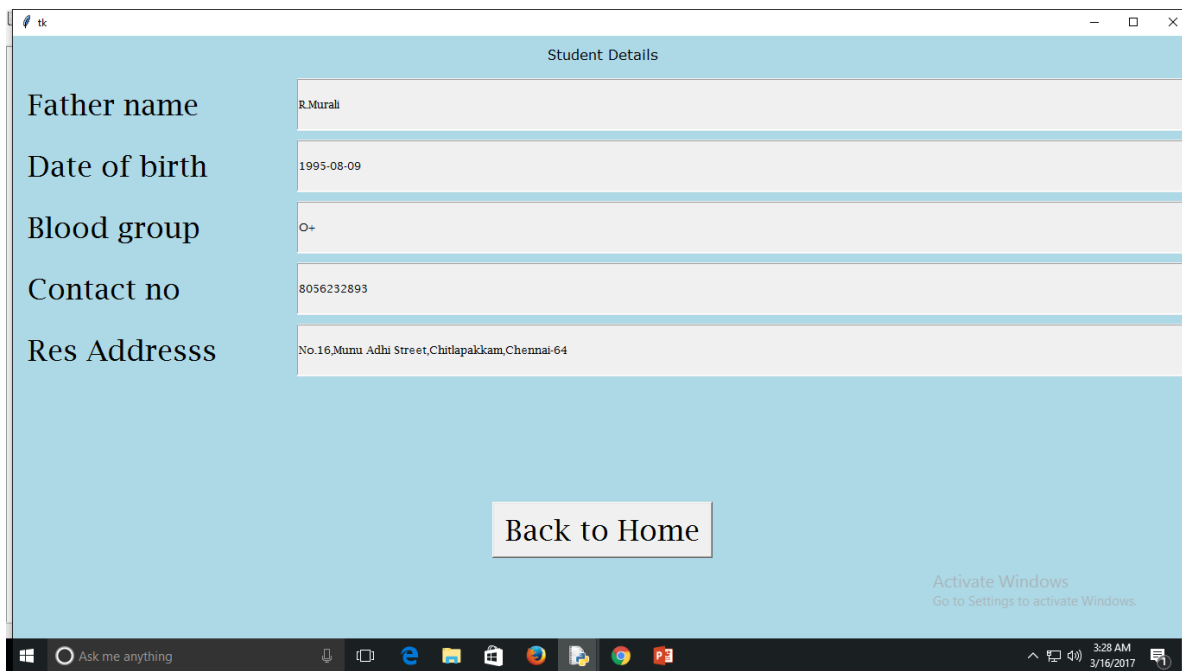 tk
Student Details
Father name R.Murali
Date of birth 1995-08-09
Blood group O+
Contact no 8056232893
Res Addresss No.16,Munu Adhi Street,Chitlapakkam,Chennai-64
Back to Home
Activate Windows
Go to Settings to activate Windows.
Ask me anything
3:28 AM
3/16/2017
1